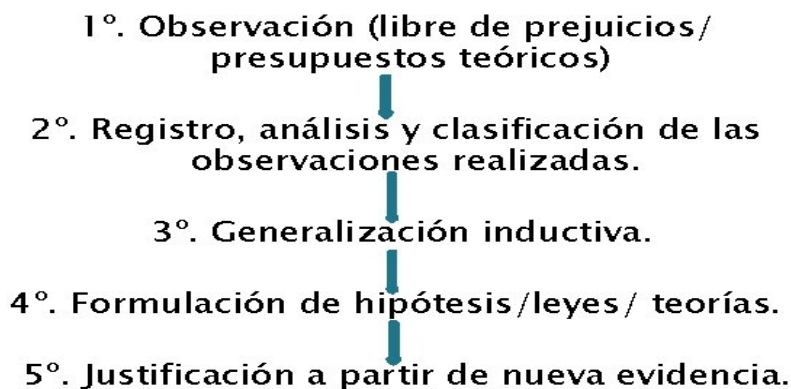 1º. Observación (libre de prejuicios/
presupuestos teóricos)
2º. Registro, análisis y clasificación de las
observaciones realizadas.
3º. Generalización inductiva.
4º. Formulación de hipótesis/leyes/ teorías.
5º. Justificación a partir de nueva evidencia.